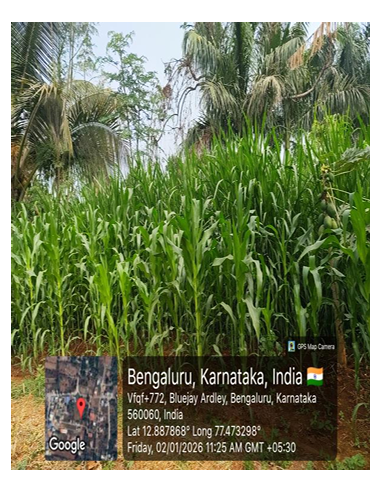 GPS Map Camera
Bengaluru, Karnataka, India
Vfqf+772, Bluejay Ardley, Bengaluru, Karnataka
560060, India
Lat 12.887868° Long 77.473298°
Friday, 02/01/2026 11:25 AM GMT +05:30
Google